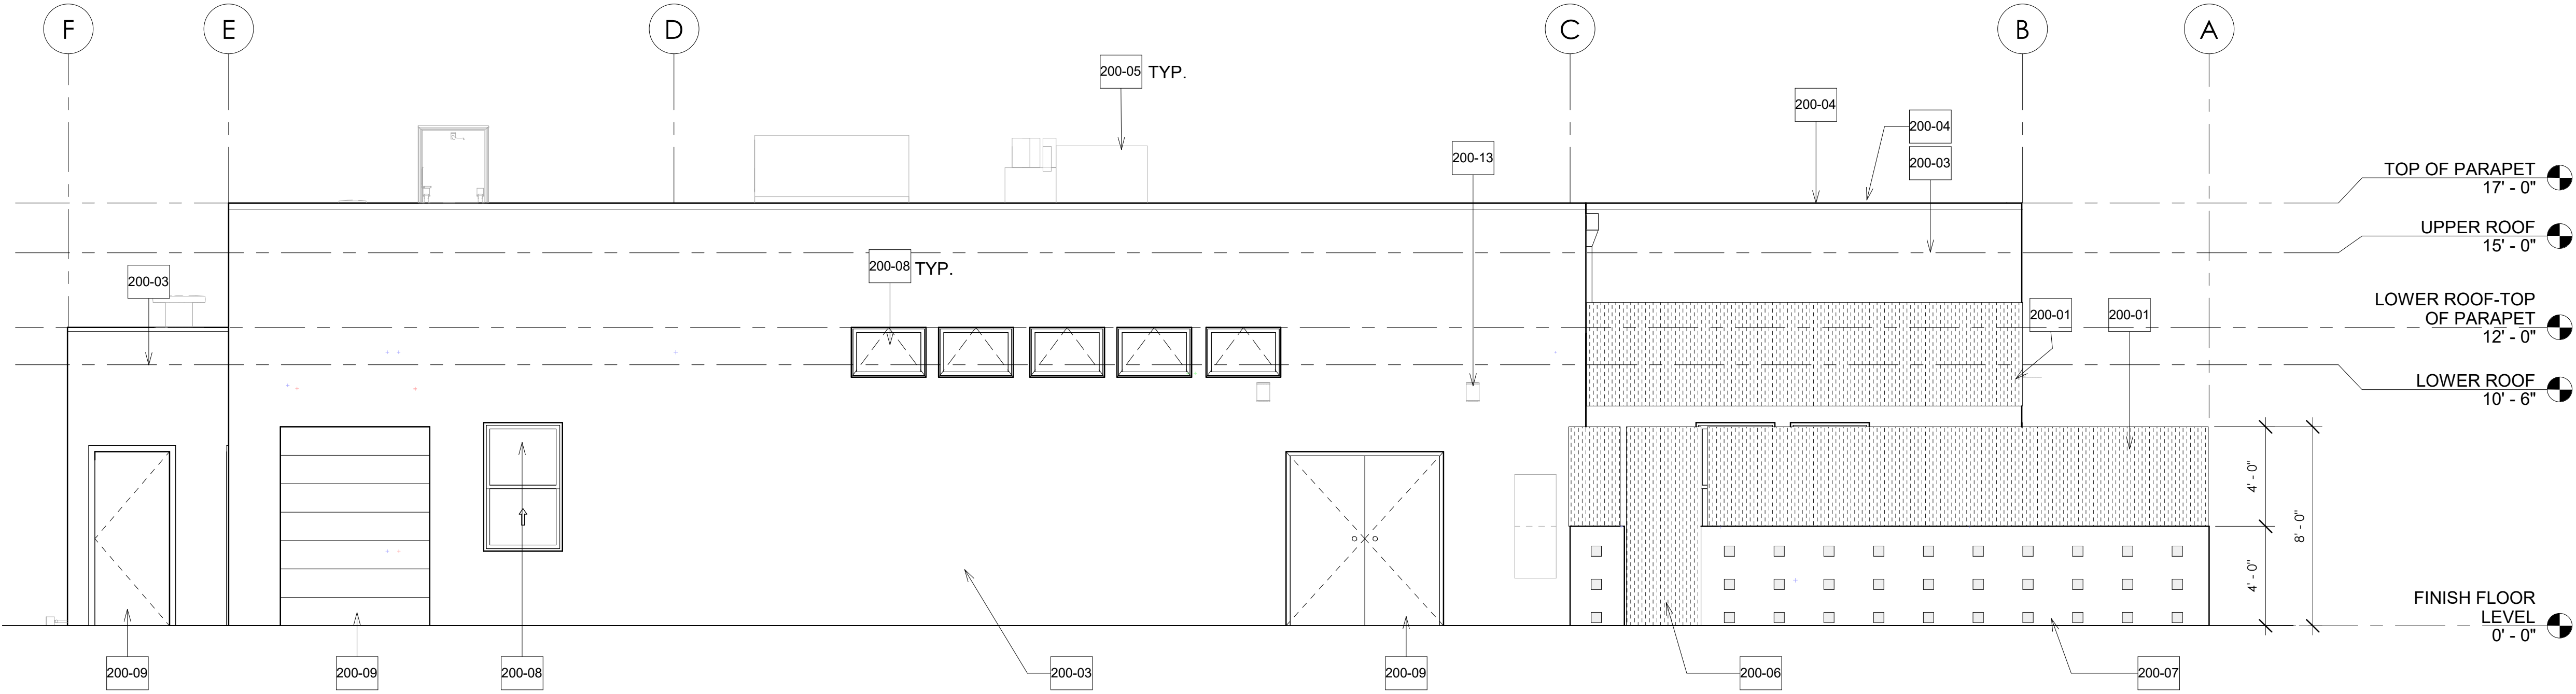 F
E
D
C
B
A
200-05 TYP.
200-04
200-04
200-03
200-13
TOP OF PARAPET
17' - 0"
UPPER ROOF
15' - 0"
200-08 TYP.
200-03
LOWER ROOF-TOP
OF PARAPET
12' - 0"
200-01
200-01
LOWER ROOF
10' - 6"
4' - 0"
8' - 0"
4' - 0"
FINISH FLOOR
LEVEL
0' - 0"
200-09
200-09
200-08
200-03
200-09
200-06
200-07